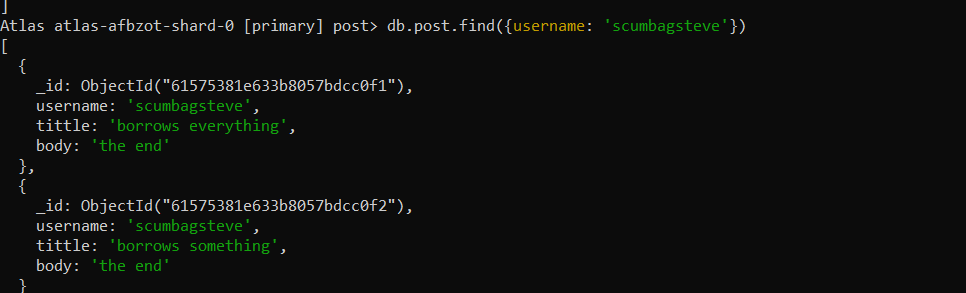 ]
Atlas atlas-afbzot-shard-0 [primary] post> db.post.find({username: 'scumbagsteve'})
[
  {
    _id: ObjectId("61575381e633b8057bdcc0f1"),
    username: 'scumbagsteve',
    tittle: 'borrows everything',
    body: 'the end'
  },
  {
    _id: ObjectId("61575381e633b8057bdcc0f2"),
    username: 'scumbagsteve',
    tittle: 'borrows something',
    body: 'the end'
  }